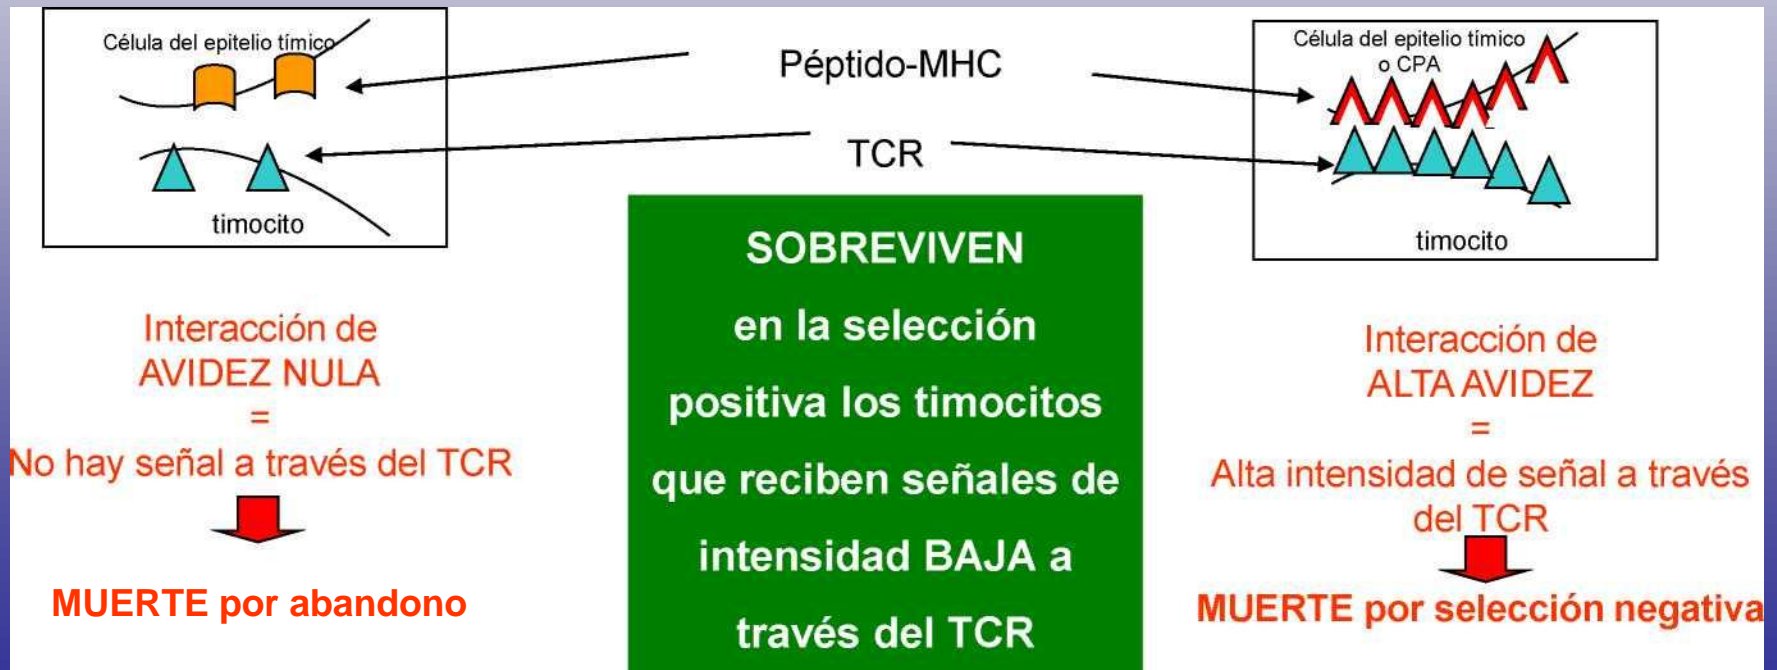 Célula del epitelio tímico
timocito
Péptido-MHC
TCR
Célula del epitelio tímico
o CPA
timocito
Interacción de
AVIDEZ NULA
=
No hay señal a través del TCR
MUERTE por abandono
SOBREVIVEN
en la selección
positiva los timocitos
que reciben señales de
intensidad BAJA a
través del TCR
Interacción de
ALTA AVIDEZ
=
Alta intensidad de señal a través
del TCR
MUERTE por selección negativa